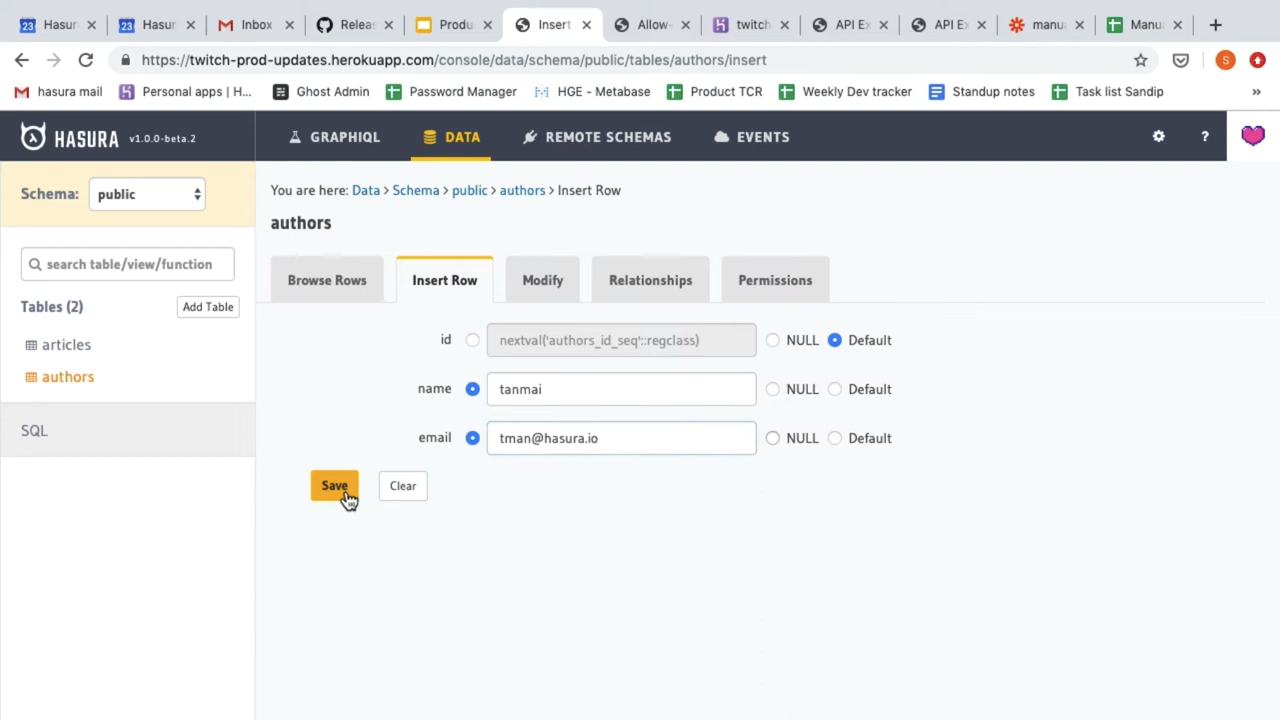 Hasur
Hasur
Inbox
Releas
Produ
Insert
Allow-
twitch
API Ex
API Ex
manua
Manua
https://twitch-prod-updates.herokuapp.com/console/data/schema/public/tables/authors/insert
S
hasura mail
Personal apps | H...
Ghost Admin
Password Manager
HGE - Metabase
Product TCR
Weekly Dev tracker
Standup notes
Task list Sandip
»
HASURA v1.0.0-beta.2
GRAPHIQL
DATA
REMOTE SCHEMAS
EVENTS
?
Schema: public
You are here: Data > Schema > public > authors > Insert Row
authors
search table/view/function
Browse Rows
Insert Row
Modify
Relationships
Permissions
Tables (2)
Add Table
articles
authors
SQL
id nextval('authors_id_seq'::regclass) NULL Default
name tanmai NULL Default
email tman@hasura.io NULL Default
Save
Clear